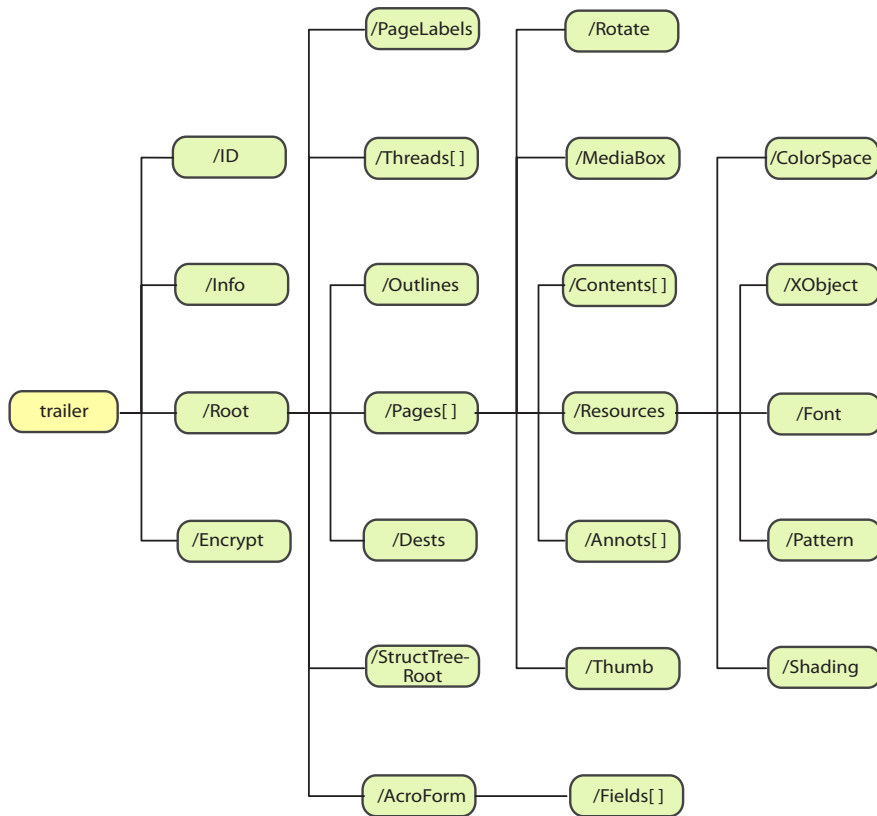 /PageLabels
/Rotate
/ID
/Threads[ ]
/MediaBox
/ColorSpace
/Info
/Outlines
/Contents[ ]
/XObject
trailer
/Root
/Pages[ ]
/Resources
/Font
/Encrypt
/Dests
/Annots[ ]
/Pattern
/StructTree-
Root
/Thumb
/Shading
/AcroForm
/Fields[ ]